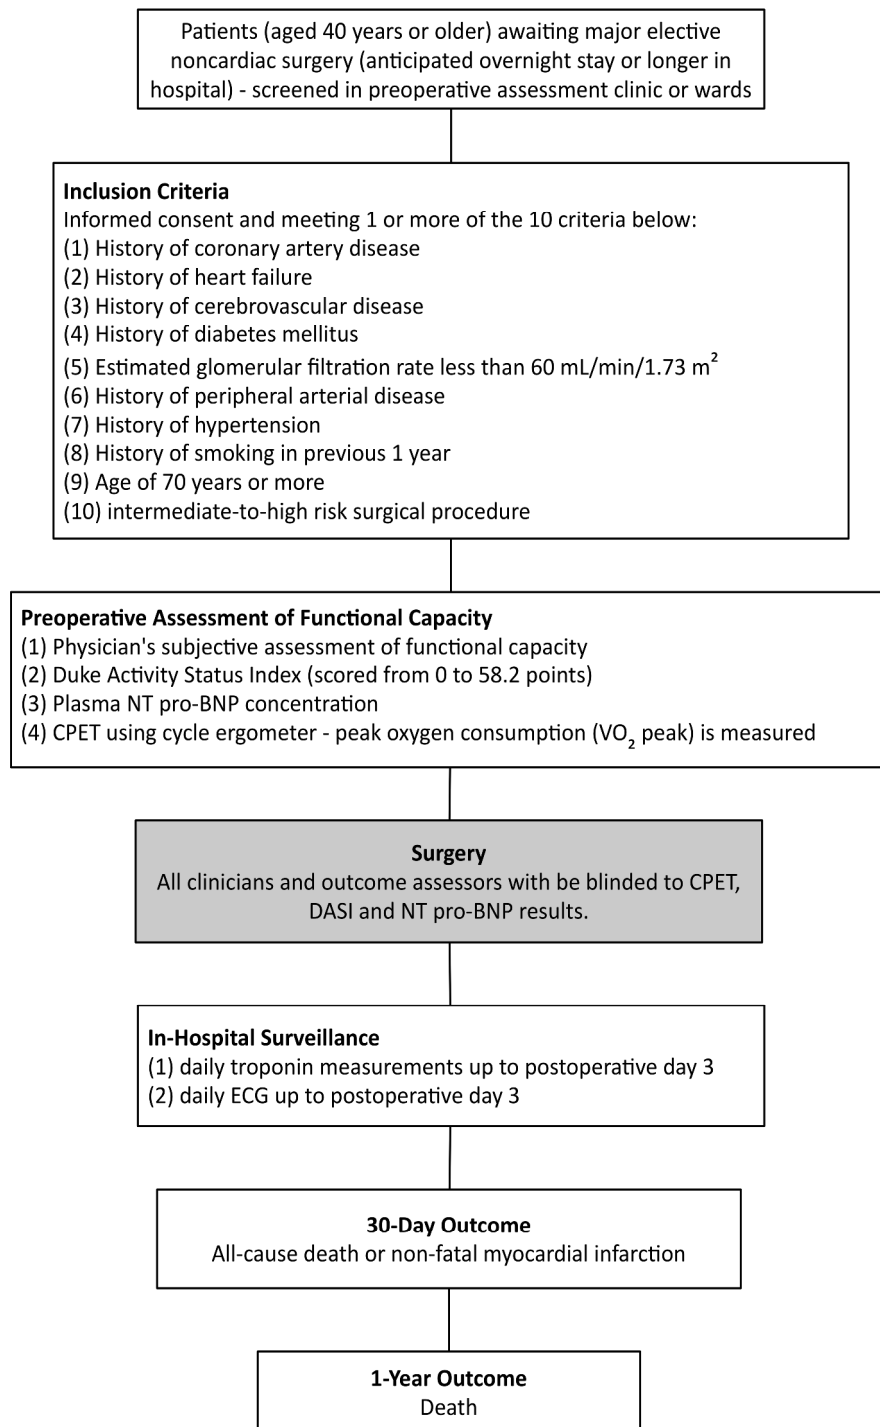 Patients (aged 40 years or older) awaiting major elective
noncardiac surgery (anticipated overnight stay or longer in
hospital) - screened in preoperative assessment clinic or wards
Inclusion Criteria
Informed consent and meeting 1 or more of the 10 criteria below:
(1) History of coronary artery disease
(2) History of heart failure
(3) History of cerebrovascular disease
(4) History of diabetes mellitus
(5) Estimated glomerular filtration rate less than 60 mL/min/1.73 m²
(6) History of peripheral arterial disease
(7) History of hypertension
(8) History of smoking in previous 1 year
(9) Age of 70 years or more
(10) intermediate-to-high risk surgical procedure
Preoperative Assessment of Functional Capacity
(1) Physician's subjective assessment of functional capacity
(2) Duke Activity Status Index (scored from 0 to 58.2 points)
(3) Plasma NT pro-BNP concentration
(4) CPET using cycle ergometer - peak oxygen consumption (VO₂ peak) is measured
Surgery
All clinicians and outcome assessors with be blinded to CPET,
DASI and NT pro-BNP results.
In-Hospital Surveillance
(1) daily troponin measurements up to postoperative day 3
(2) daily ECG up to postoperative day 3
30-Day Outcome
All-cause death or non-fatal myocardial infarction
1-Year Outcome
Death